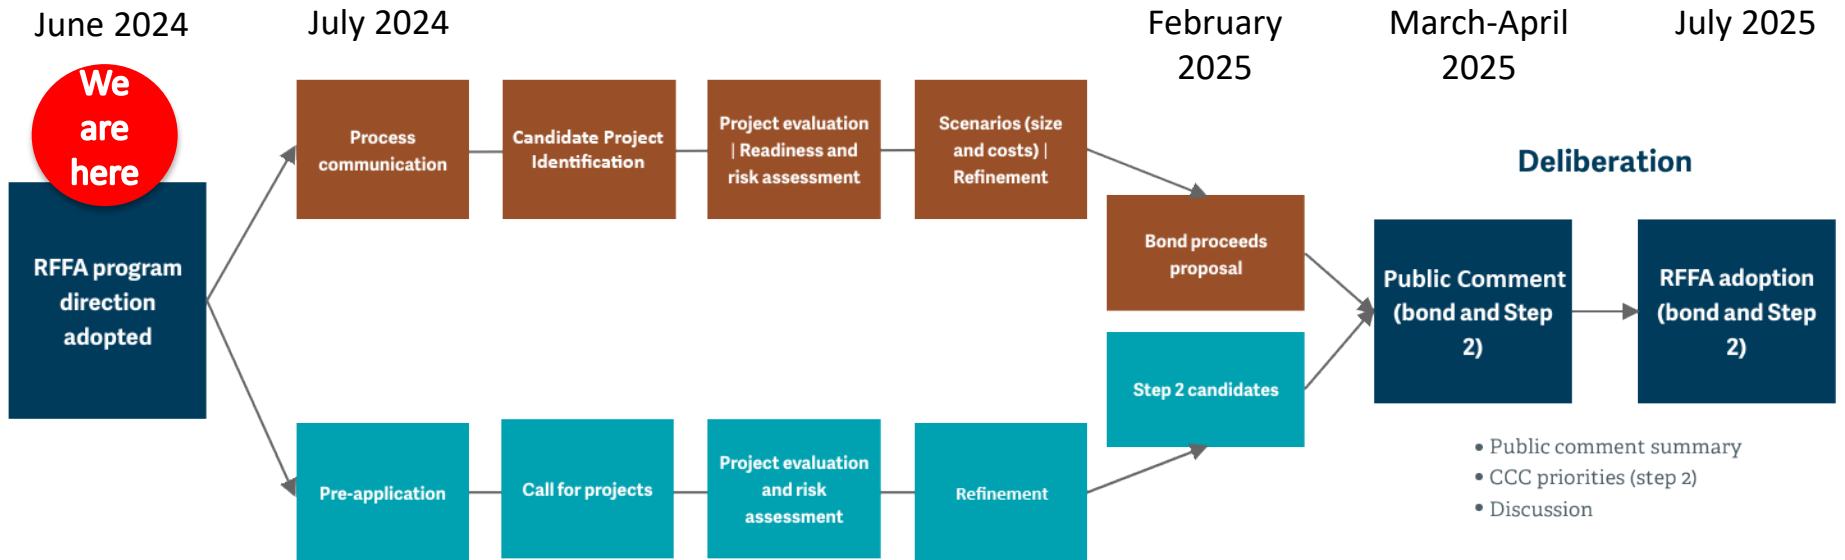 June 2024
July 2024
February
2025
March-April
2025
July 2025
We
are
here
RFFA program
direction
adopted
Process
communication
Candidate Project
Identification
Project evaluation
| Readiness and
risk assessment
Scenarios (size
and costs) |
Refinement
Bond proceeds
proposal
Pre-application
Call for projects
Project evaluation
and risk
assessment
Refinement
Step 2 candidates
Deliberation
Public Comment
(bond and Step
2)
RFFA adoption
(bond and Step
2)
• Public comment summary
• CCC priorities (step 2)
• Discussion